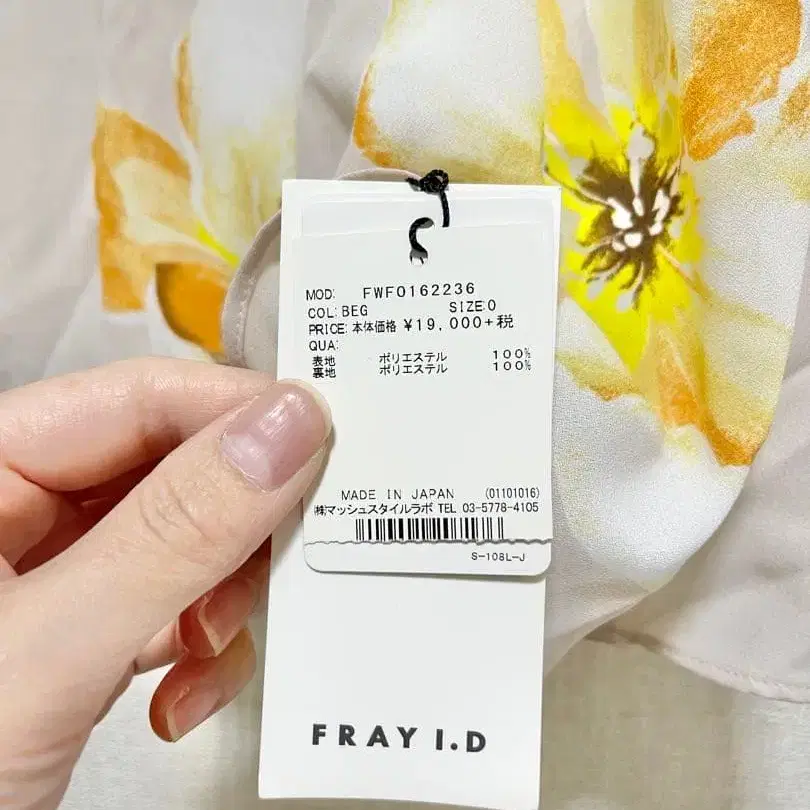 MOD: FWF0162236
COL: BEG SIZE: 0
PRICE: 本体価格 ¥19,000+税
QUA:
表地 ポリエステル 100%
裏地 ポリエステル 100%
MADE IN JAPAN (01101016)
㈱マッシュスタイルラボ TEL 03-5778-4105
S-108L-J
FRAY I.D